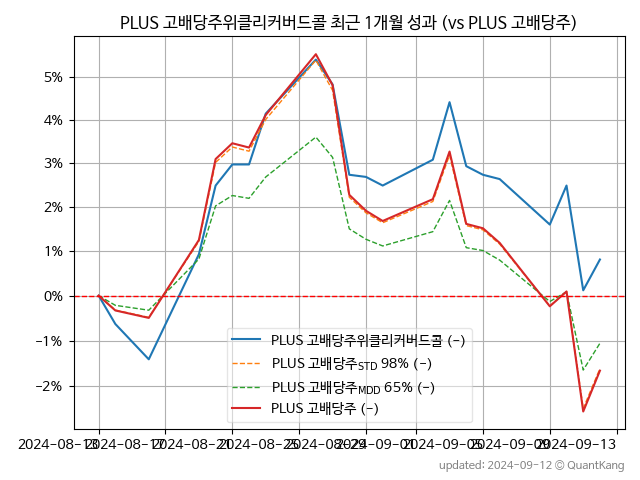 PLUS 고배당주위클리커버드콜 최근 1개월 성과 (vs PLUS 고배당주)
5%
4%
3%
2%
1%
0%
−1%
−2%
PLUS 고배당주위클리커버드콜 (-)
PLUS 고배당주STD 98% (-)
PLUS 고배당주MDD 65% (-)
PLUS 고배당주 (-)
2024-08-13 2024-08-17 2024-08-21 2024-08-25 2024-08-29 2024-09-01 2024-09-05 2024-09-09 2024-09-13
updated: 2024-09-12 © QuantKang